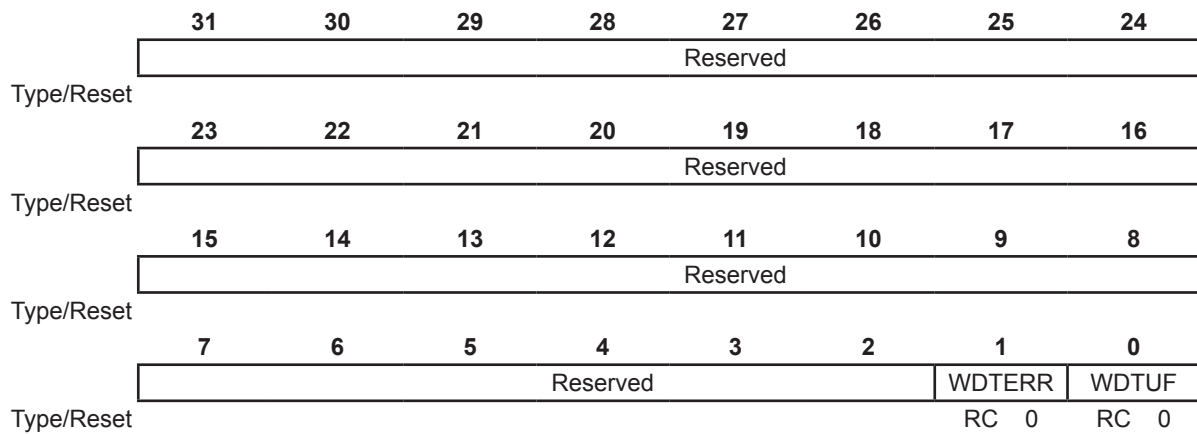 31 30 29 28 27 26 25 24
Reserved
Type/Reset
23 22 21 20 19 18 17 16
Reserved
Type/Reset
15 14 13 12 11 10 9 8
Reserved
Type/Reset
7 6 5 4 3 2 1 0
Reserved WDTERR WDTUF
Type/Reset RC 0 RC 0